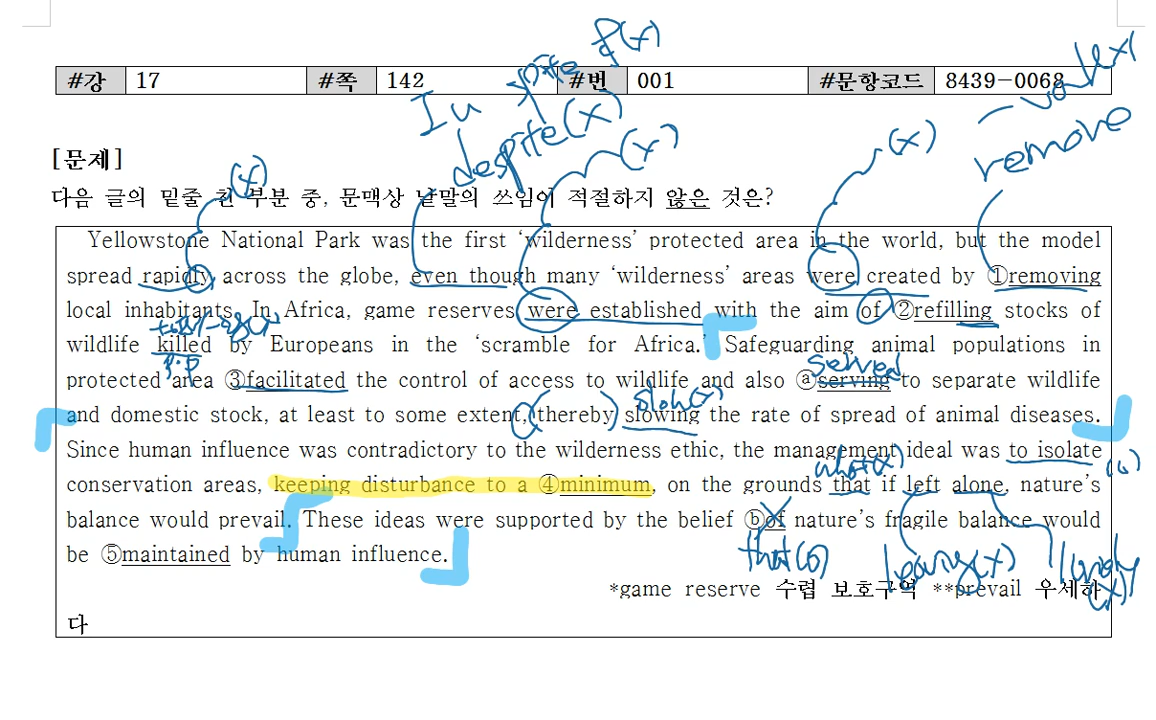 f(x)
In spite
#강 17 #쪽 142 #번 001 #문항코드 8439-0068
despite(x)
(x)
(x)
remove
[문제]
(x)
다음 글의 밑줄 친 부분 중, 문맥상 낱말의 쓰임이 적절하지 않은 것은?
Yellowstone National Park was the first ‘wilderness’ protected area in the world, but the model
spread rapidly across the globe, even though many ‘wilderness’ areas were created by ①removing
local inhabitants. In Africa, game reserves were established with the aim of ②refilling stocks of
wildlife killed by Europeans in the ‘scramble for Africa.’ Safeguarding animal populations in
p.p
served
protected area ③facilitated the control of access to wildlife and also ⓐserving to separate wildlife
slow(x)
and domestic stock, at least to some extent, (thereby) slowing the rate of spread of animal diseases.
Since human influence was contradictory to the wilderness ethic, the management ideal was to isolate
what(x)
conservation areas, keeping disturbance to a ④minimum, on the grounds that if left alone, nature’s
balance would prevail. These ideas were supported by the belief ⓑof nature’s fragile balance would
that(o) leaving(x) lonely
(x)
be ⑤maintained by human influence.
*game reserve 수렵 보호구역 **prevail 우세하
다